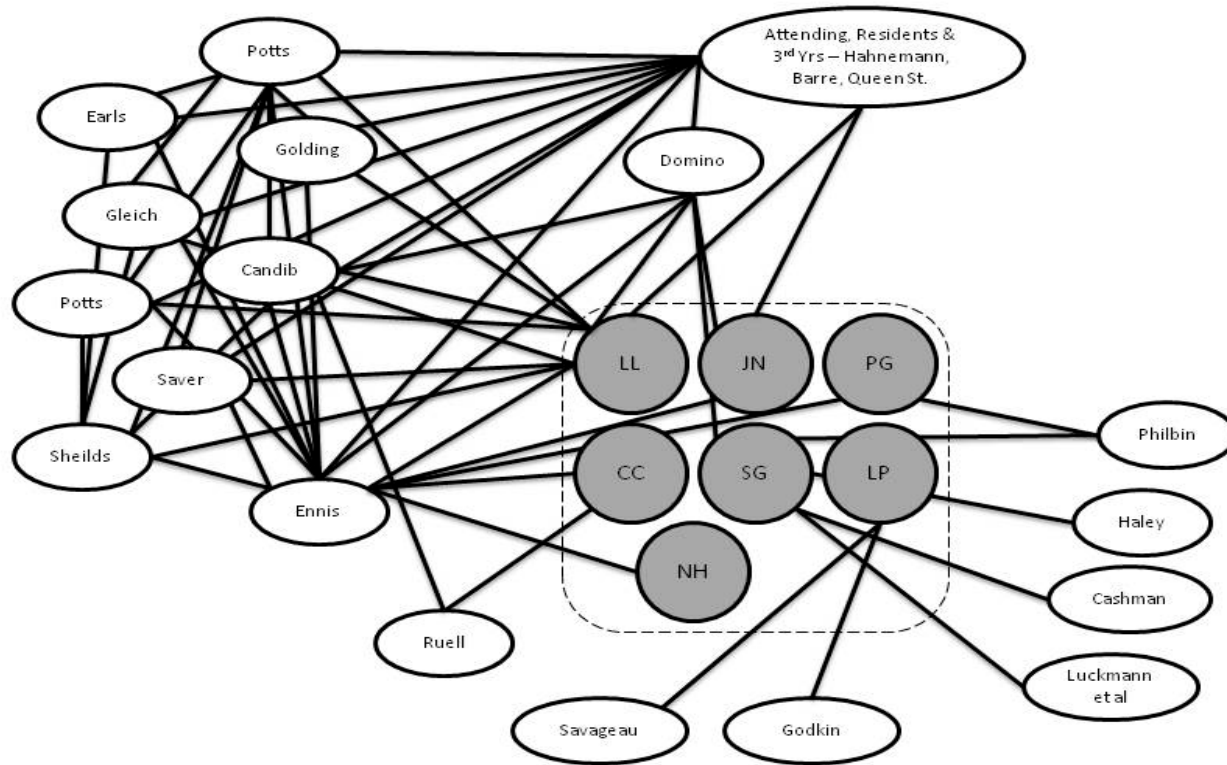 Potts
Attending, Residents &
3rd Yrs – Hahnemann,
Barre, Queen St.
Earls
Golding
Domino
Gleich
Candib
Potts
LL
JN
PG
Saver
Philbin
Sheilds
CC
SG
LP
Ennis
Haley
NH
Cashman
Ruell
Luckmann
et al
Savageau
Godkin